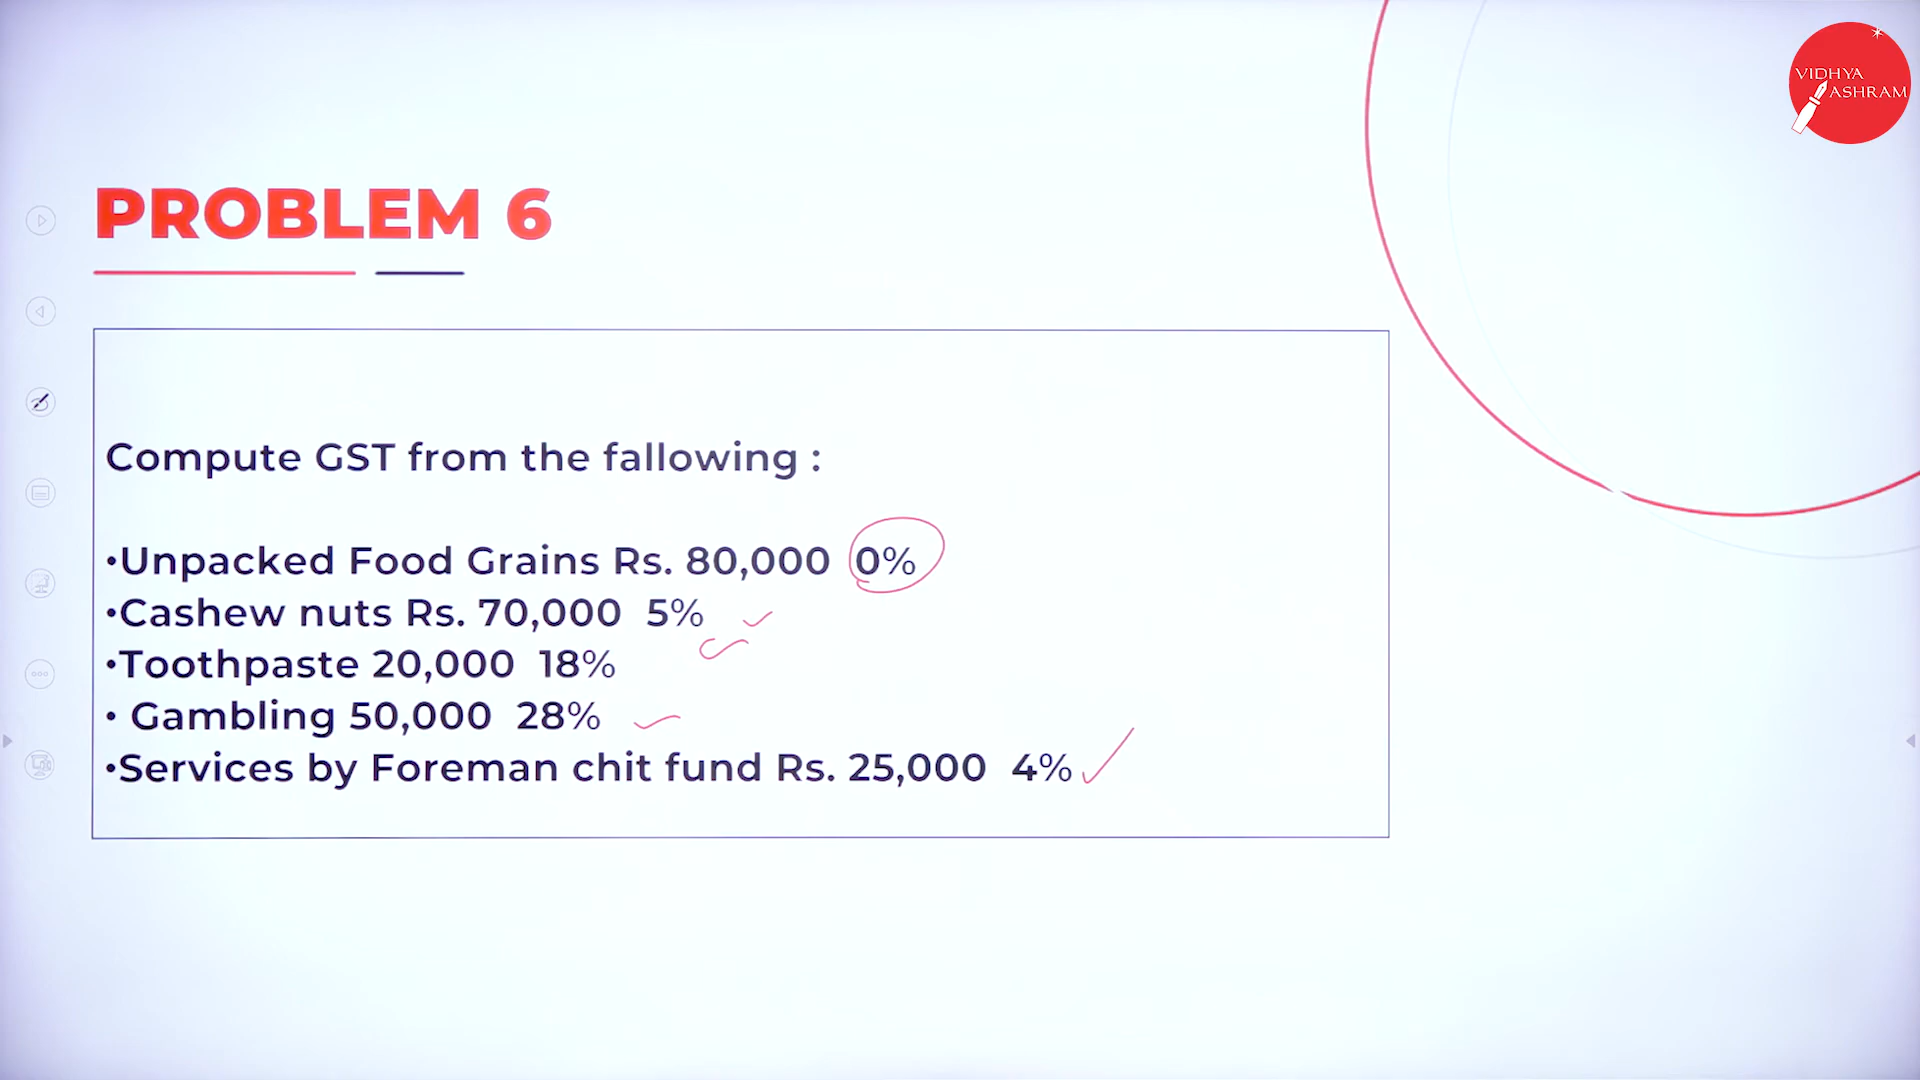 VIDHYA
ASHRAM
PROBLEM 6
Compute GST from the fallowing :
•Unpacked Food Grains Rs. 80,000 0%
•Cashew nuts Rs. 70,000 5%
•Toothpaste 20,000 18%
• Gambling 50,000 28%
•Services by Foreman chit fund Rs. 25,000 4%